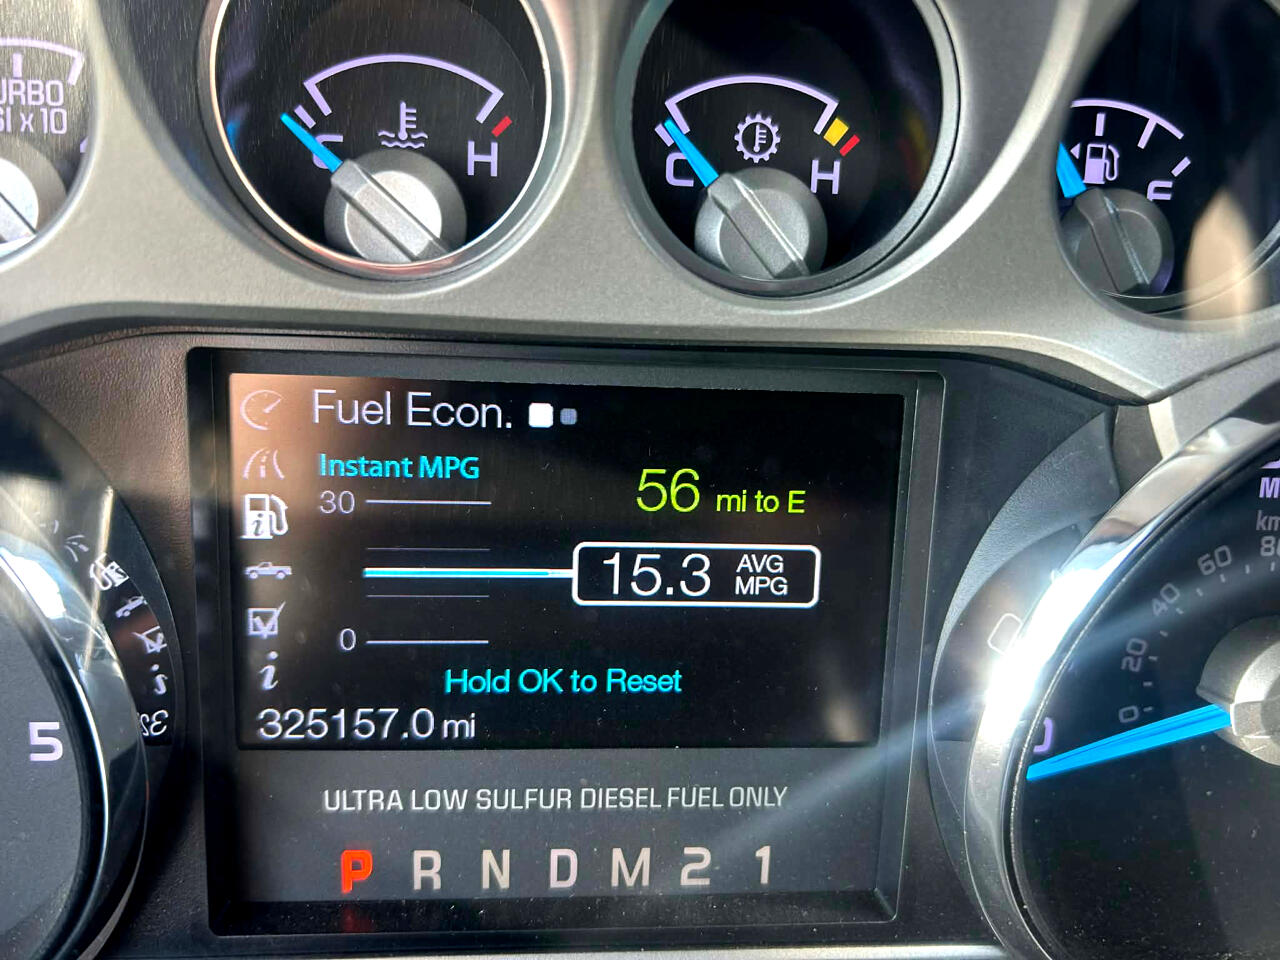 C H
C H
F
Fuel Econ.
Instant MPG
30
56 mi to E
15.3 AVG MPG
0
Hold OK to Reset
325157.0 mi
ULTRA LOW SULFUR DIESEL FUEL ONLY
P R N D M 2 1
5
60
40
20
0